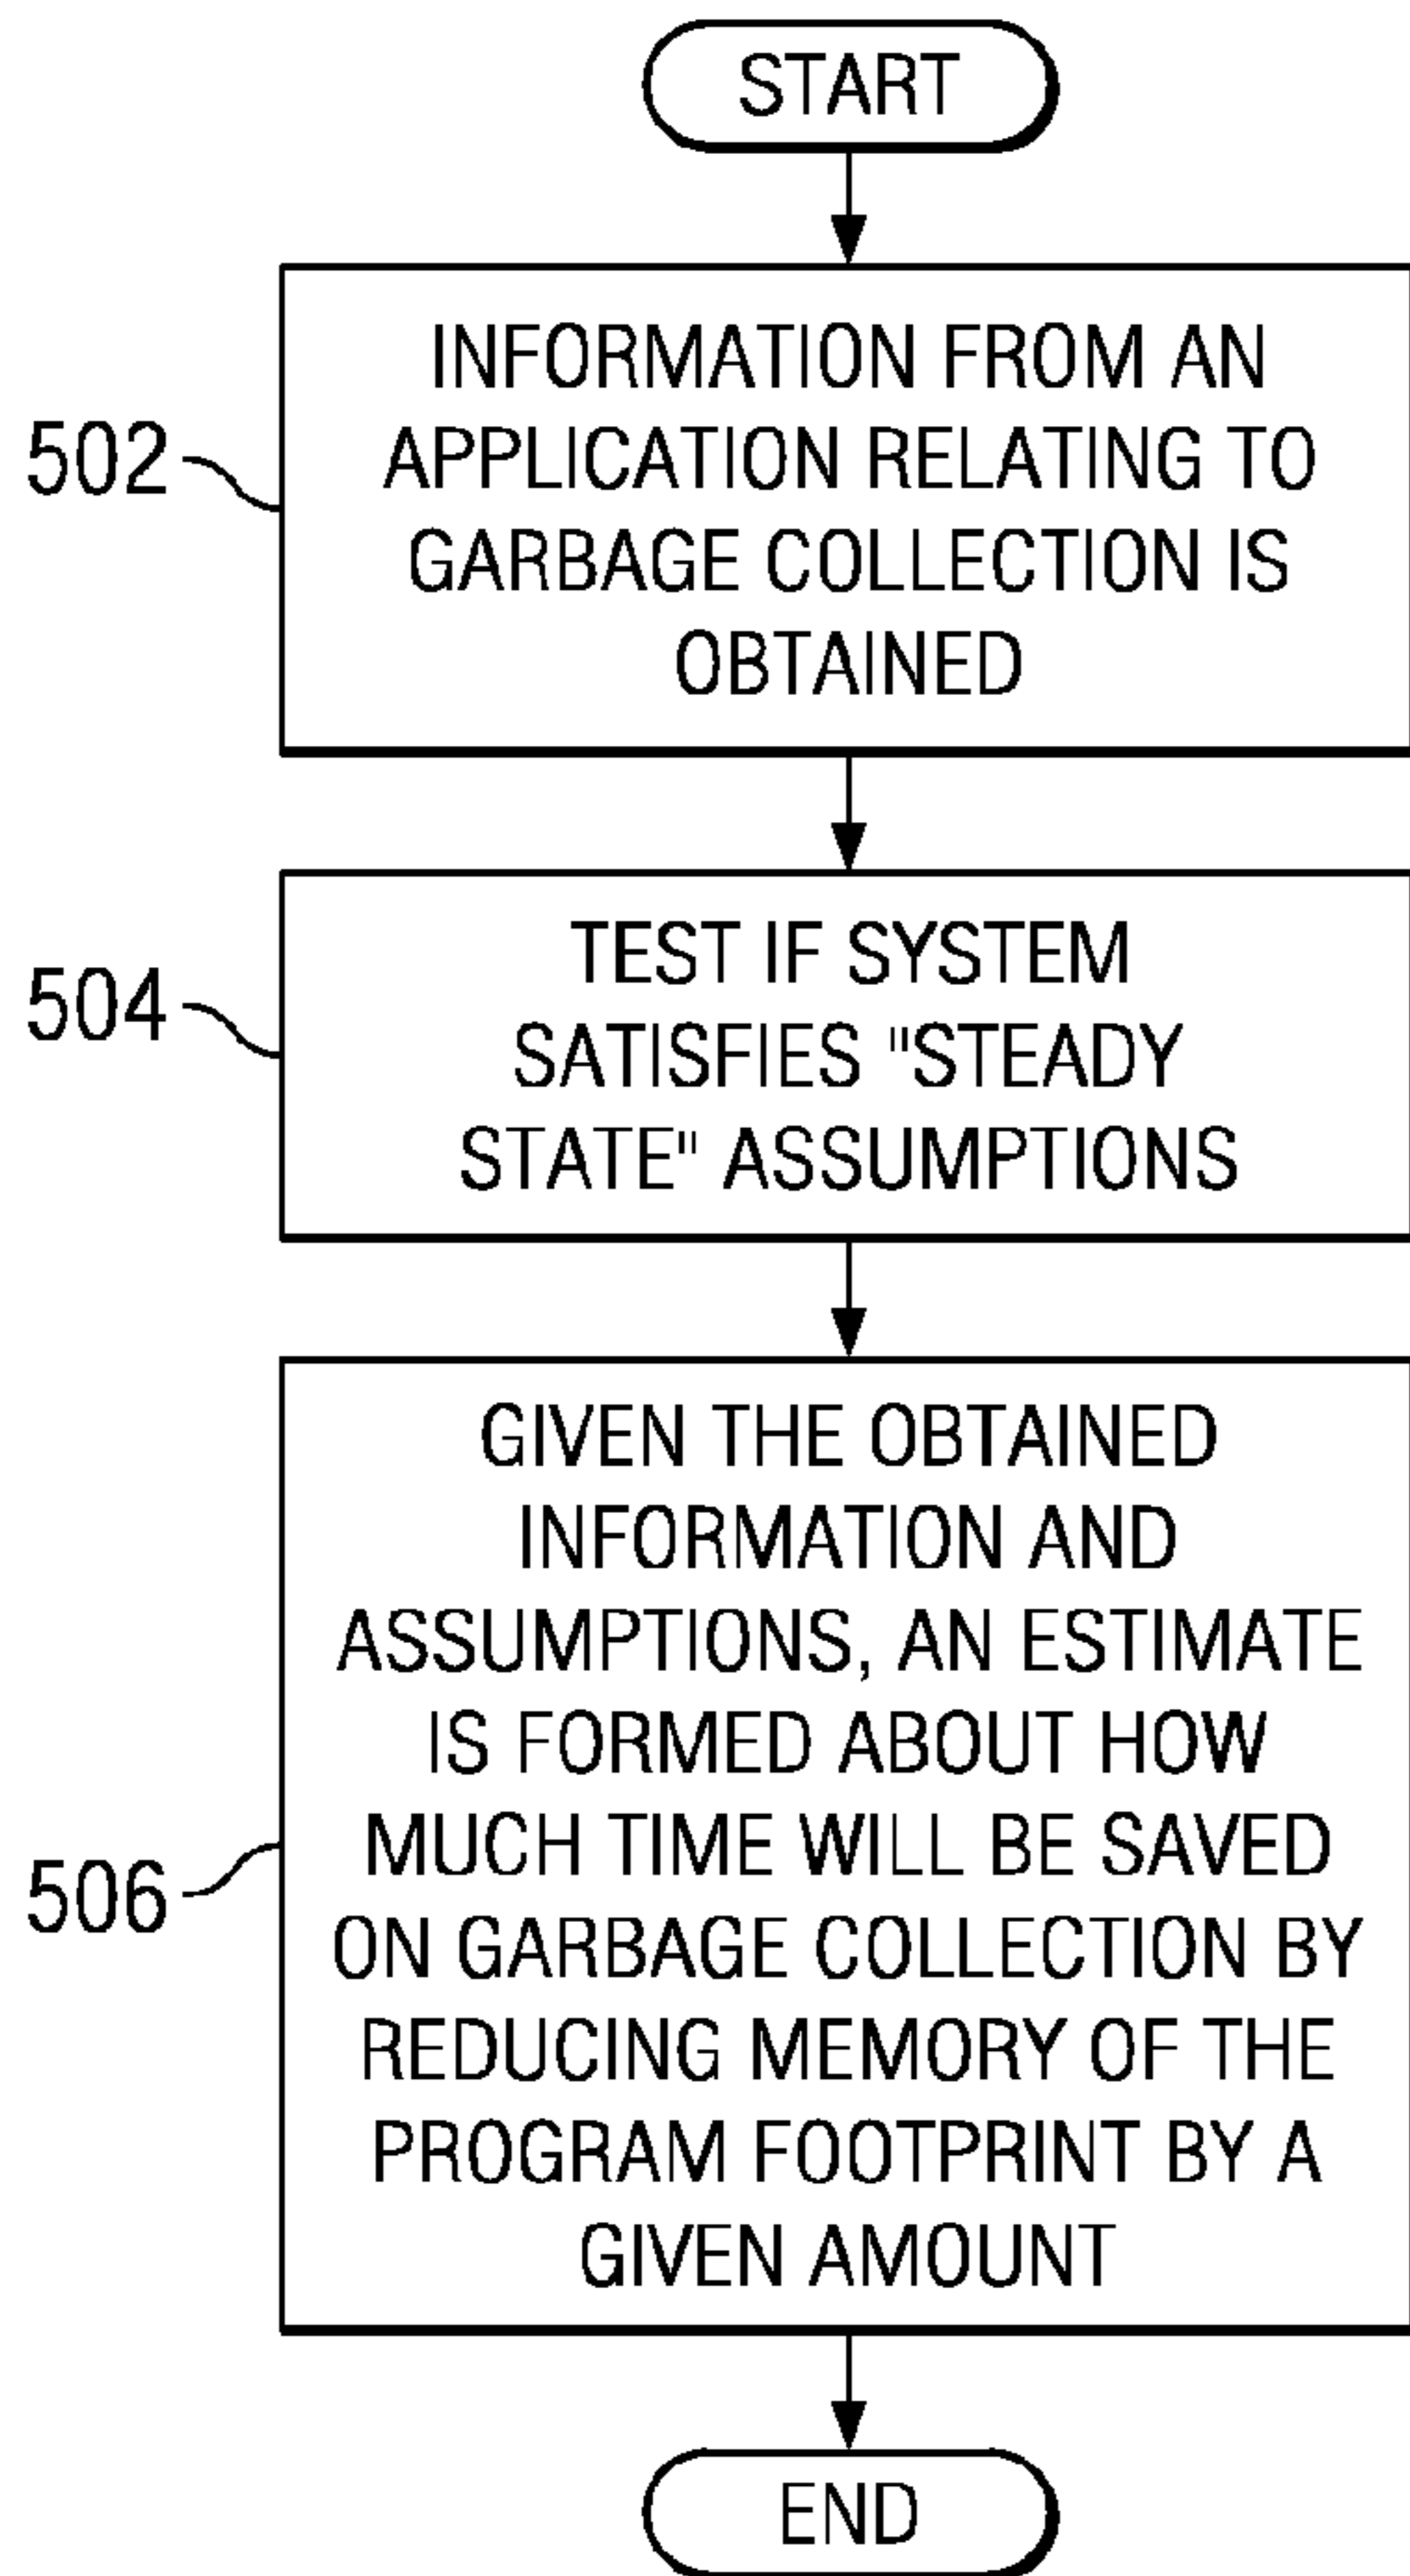 START
INFORMATION FROM AN
APPLICATION RELATING TO
GARBAGE COLLECTION IS
OBTAINED
502
TEST IF SYSTEM
SATISFIES "STEADY
STATE" ASSUMPTIONS
504
GIVEN THE OBTAINED
INFORMATION AND
ASSUMPTIONS, AN ESTIMATE
IS FORMED ABOUT HOW
MUCH TIME WILL BE SAVED
ON GARBAGE COLLECTION BY
REDUCING MEMORY OF THE
PROGRAM FOOTPRINT BY A
GIVEN AMOUNT
506
END